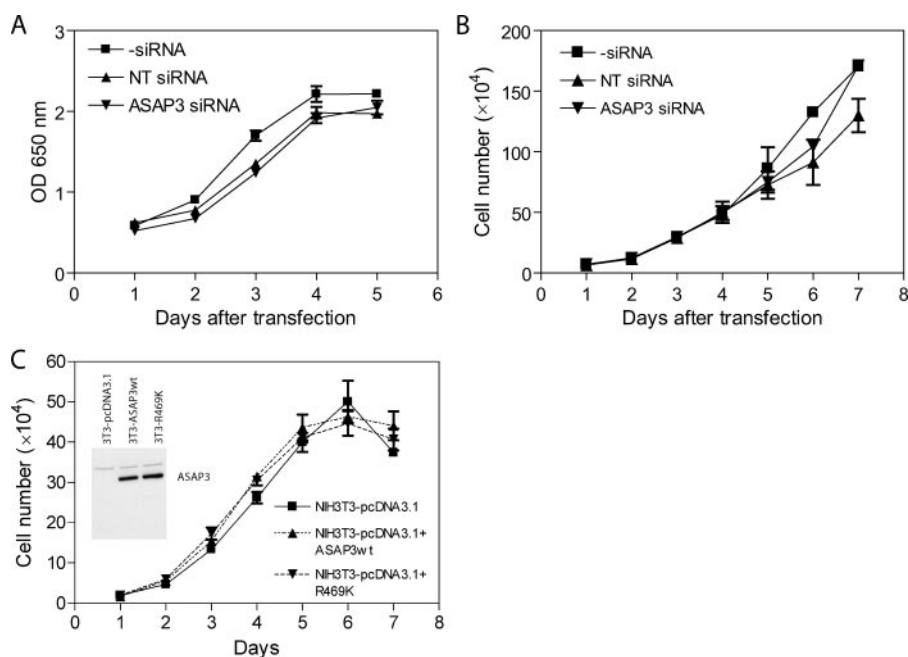 A
-siRNA
NT siRNA
ASAP3 siRNA
OD 650 nm
3
2
1
0
0 1 2 3 4 5 6
Days after transfection
B
-siRNA
NT siRNA
ASAP3 siRNA
Cell number (×10⁴)
200
150
100
50
0
0 1 2 3 4 5 6 7 8
Days after transfection
C
3T3-pcDNA3.1
3T3-ASAP3wt
3T3-R469K
ASAP3
NIH3T3-pcDNA3.1
NIH3T3-pcDNA3.1+
ASAP3wt
NIH3T3-pcDNA3.1+
R469K
Cell number (×10⁴)
60
50
40
30
20
10
0
0 1 2 3 4 5 6 7 8
Days